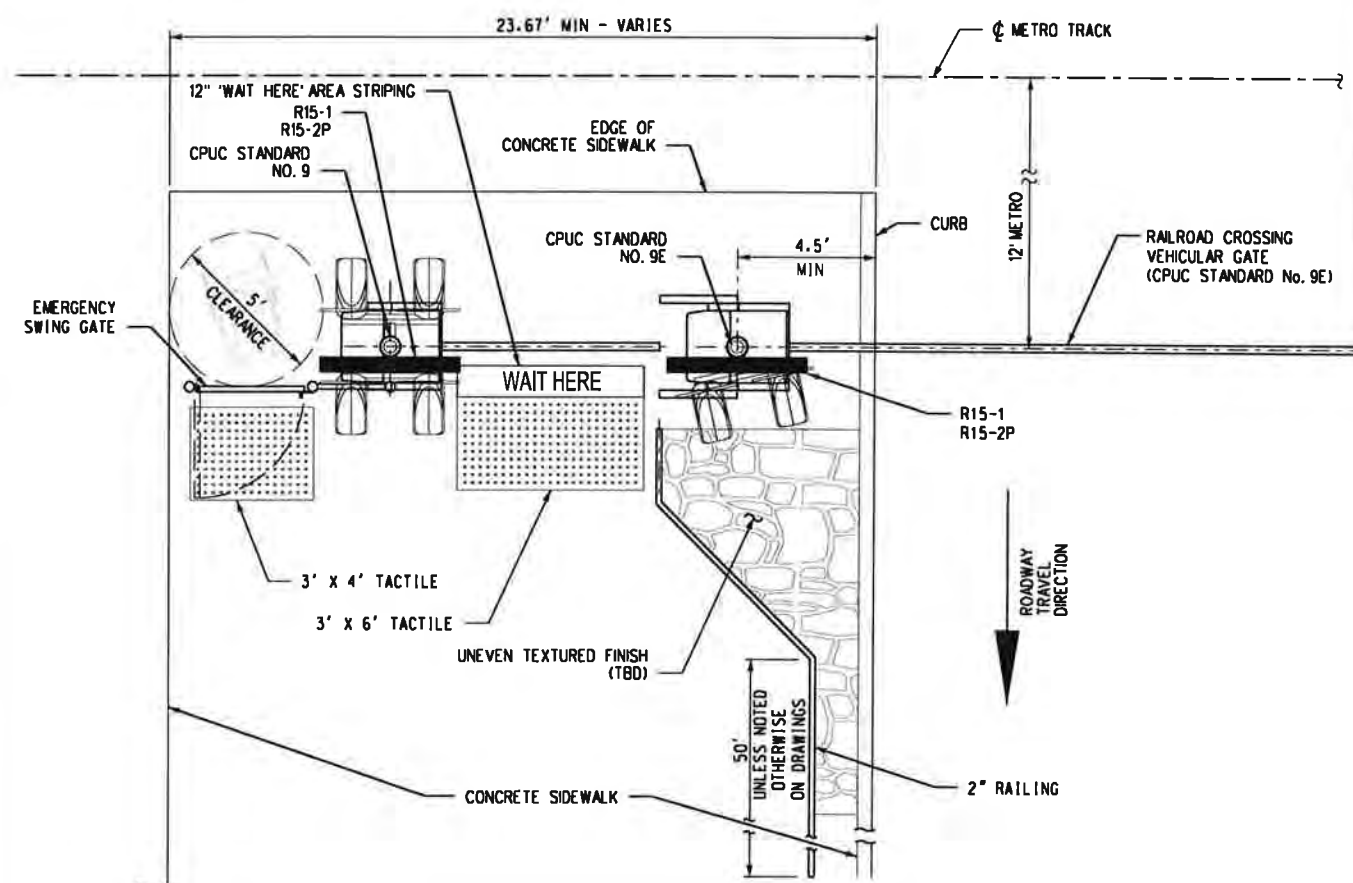 23.67' MIN - VARIES
℄ METRO TRACK
12" 'WAIT HERE' AREA STRIPING
R15-1
R15-2P
CPUC STANDARD
NO. 9
EDGE OF
CONCRETE SIDEWALK
12' METRO
CURB
CPUC STANDARD
NO. 9E
4.5'
MIN
RAILROAD CROSSING
VEHICULAR GATE
(CPUC STANDARD No. 9E)
5'
CLEARANCE
EMERGENCY
SWING GATE
WAIT HERE
R15-1
R15-2P
3' X 4' TACTILE
3' X 6' TACTILE
UNEVEN TEXTURED FINISH
(TBD)
ROADWAY
TRAVEL
DIRECTION
50'
UNLESS NOTED
OTHERWISE
ON DRAWINGS
2" RAILING
CONCRETE SIDEWALK